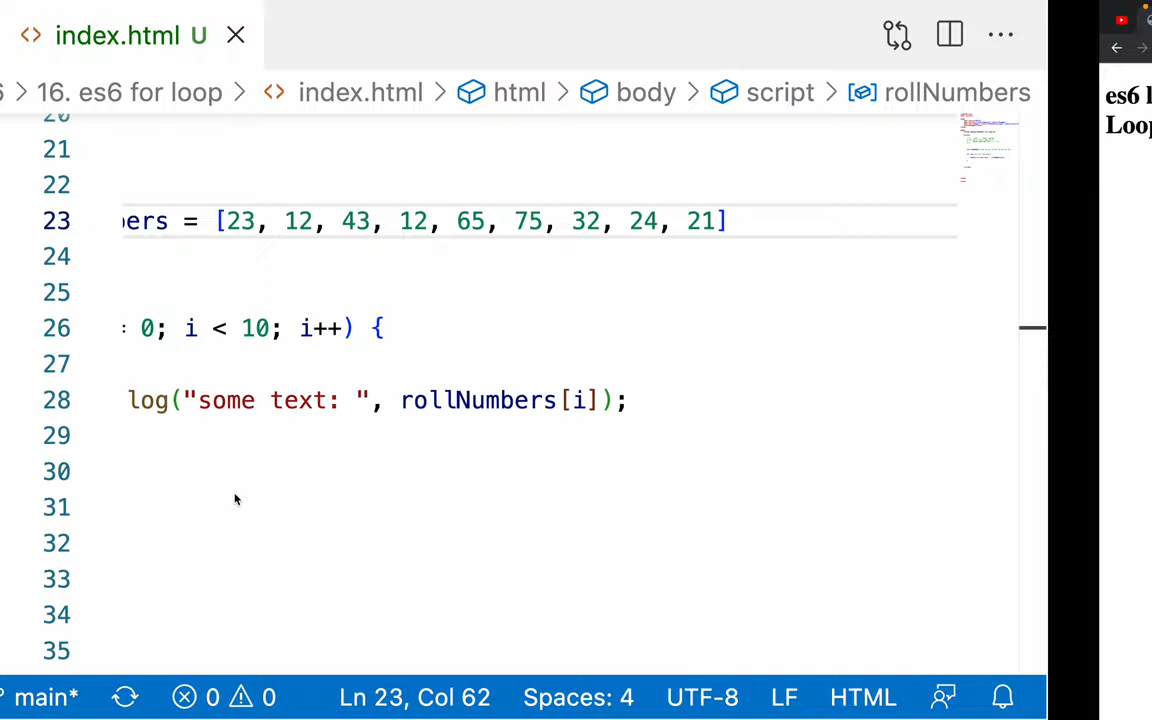 index.html U
16. es6 for loop > index.html > html > body > script > rollNumbers
20
21
22
23 bers = [23, 12, 43, 12, 65, 75, 32, 24, 21]
24
25
26 : 0; i < 10; i++) {
27
28 log("some text: ", rollNumbers[i]);
29
30
31
32
33
34
35
main* 0 0 Ln 23, Col 62 Spaces: 4 UTF-8 LF HTML
es6 l
Loop